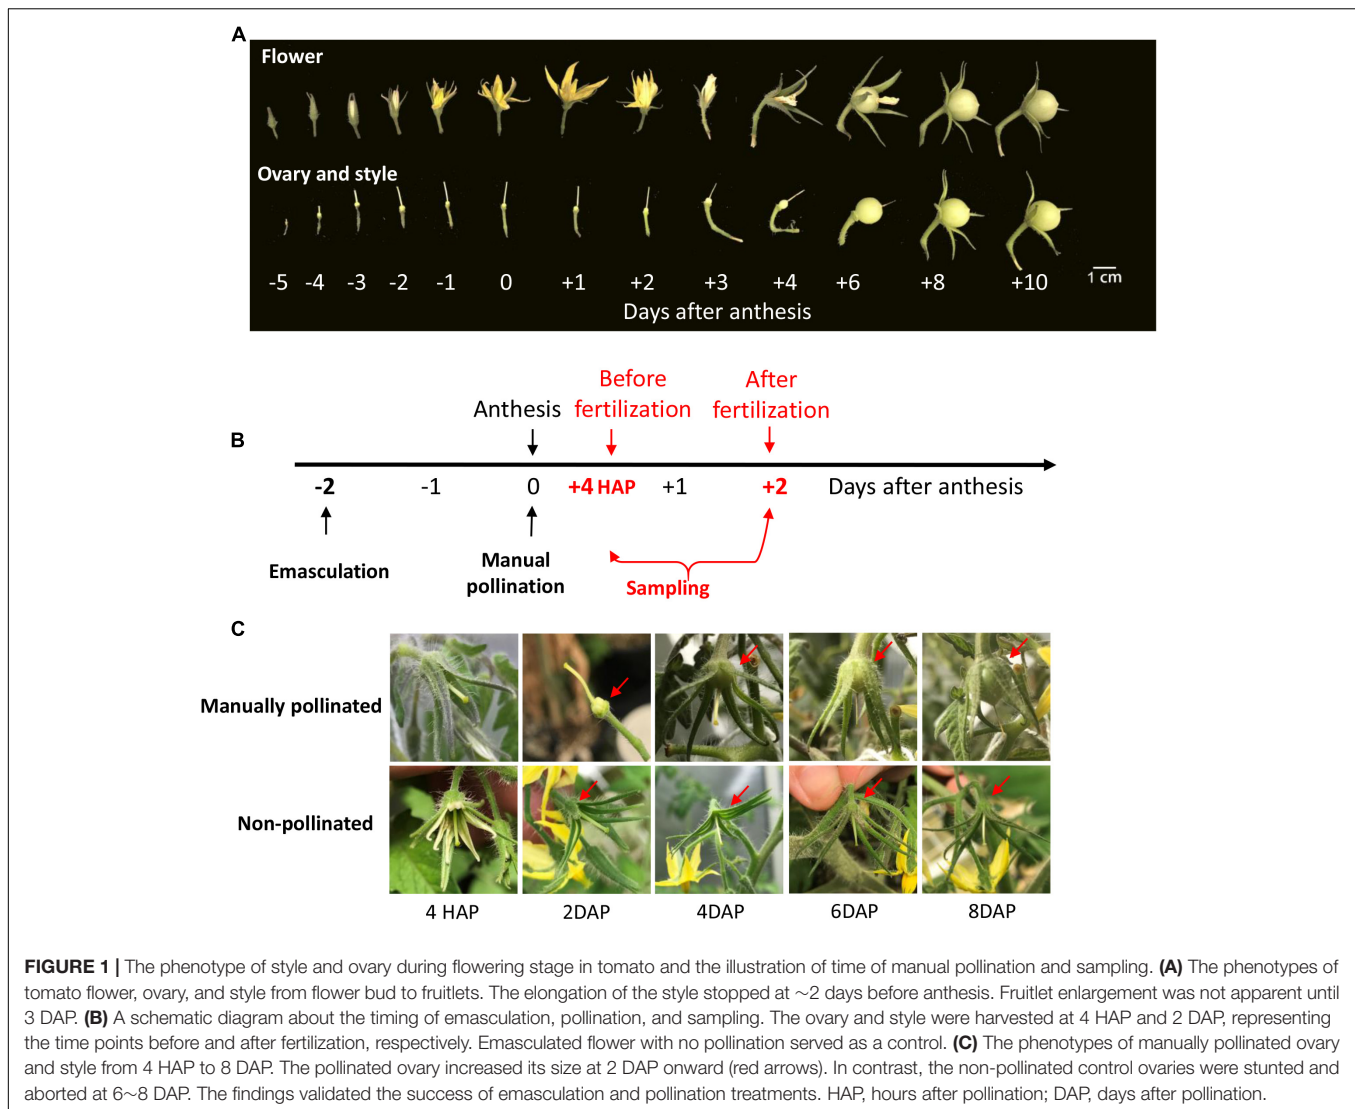 A
Flower
Ovary and style
-5 -4 -3 -2 -1 0 +1 +2 +3 +4 +6 +8 +10
1 cm
Days after anthesis
B
Anthesis
Before fertilization
After fertilization
-2 -1 0 +4 HAP +1 +2 Days after anthesis
Emasculation
Manual pollination
Sampling
C
Manually pollinated
Non-pollinated
4 HAP 2DAP 4DAP 6DAP 8DAP
FIGURE 1 | The phenotype of style and ovary during flowering stage in tomato and the illustration of time of manual pollination and sampling. (A) The phenotypes of
tomato flower, ovary, and style from flower bud to fruitlets. The elongation of the style stopped at ~2 days before anthesis. Fruitlet enlargement was not apparent until
3 DAP. (B) A schematic diagram about the timing of emasculation, pollination, and sampling. The ovary and style were harvested at 4 HAP and 2 DAP, representing
the time points before and after fertilization, respectively. Emasculated flower with no pollination served as a control. (C) The phenotypes of manually pollinated ovary
and style from 4 HAP to 8 DAP. The pollinated ovary increased its size at 2 DAP onward (red arrows). In contrast, the non-pollinated control ovaries were stunted and
aborted at 6~8 DAP. The findings validated the success of emasculation and pollination treatments. HAP, hours after pollination; DAP, days after pollination.